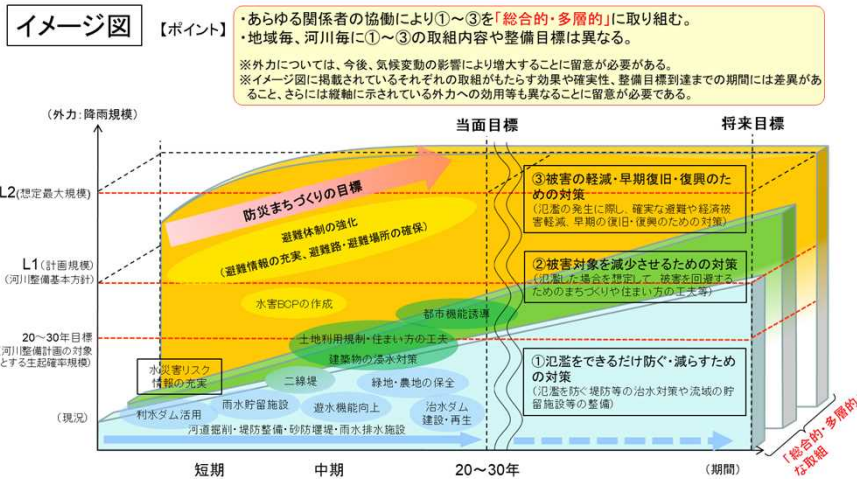 イメージ図
【ポイント】
・あらゆる関係者の協働により①～③を「総合的・多層的」に取り組む。
・地域毎、河川毎に①～③の取組内容や整備目標は異なる。
※外力については、今後、気候変動の影響により増大することに留意が必要がある。
※イメージ図に掲載されているそれぞれの取組がもたらす効果や確実性、整備目標到達までの期間には差異があ
ること、さらには縦軸に示されている外力への効用等も異なることに留意が必要である。
（外力：降雨規模）
当面目標
将来目標
L2（想定最大規模）
L1（計画規模）
（河川整備基本方針）
20～30年目標
（河川整備計画の対象
とする生起確率規模）
（現況）
防災まちづくりの目標
避難体制の強化
（避難情報の充実、避難路・避難場所の確保）
水害BCPの作成
都市機能誘導
土地利用規制・住まい方の工夫
建築物の浸水対策
水災害リスク
情報の充実
二線堤
緑地・農地の保全
利水ダム活用
雨水貯留施設
遊水機能向上
治水ダム
建設・再生
河道掘削・堤防整備・砂防堰堤・雨水排水施設
③被害の軽減・早期復旧・復興のた
めの対策
（氾濫の発生に際し、確実な避難や経済被
害軽減、早期の復旧・復興のための対策）
②被害対象を減少させるための対策
（氾濫した場合を想定して、被害を回避する
ためのまちづくりや住まい方の工夫等）
①氾濫をできるだけ防ぐ・減らすため
の対策
（氾濫を防ぐ堤防等の治水対策や流域の貯
留施設等の整備）
短期
中期
20～30年
（期間）
「総合的・多層的」
な取組